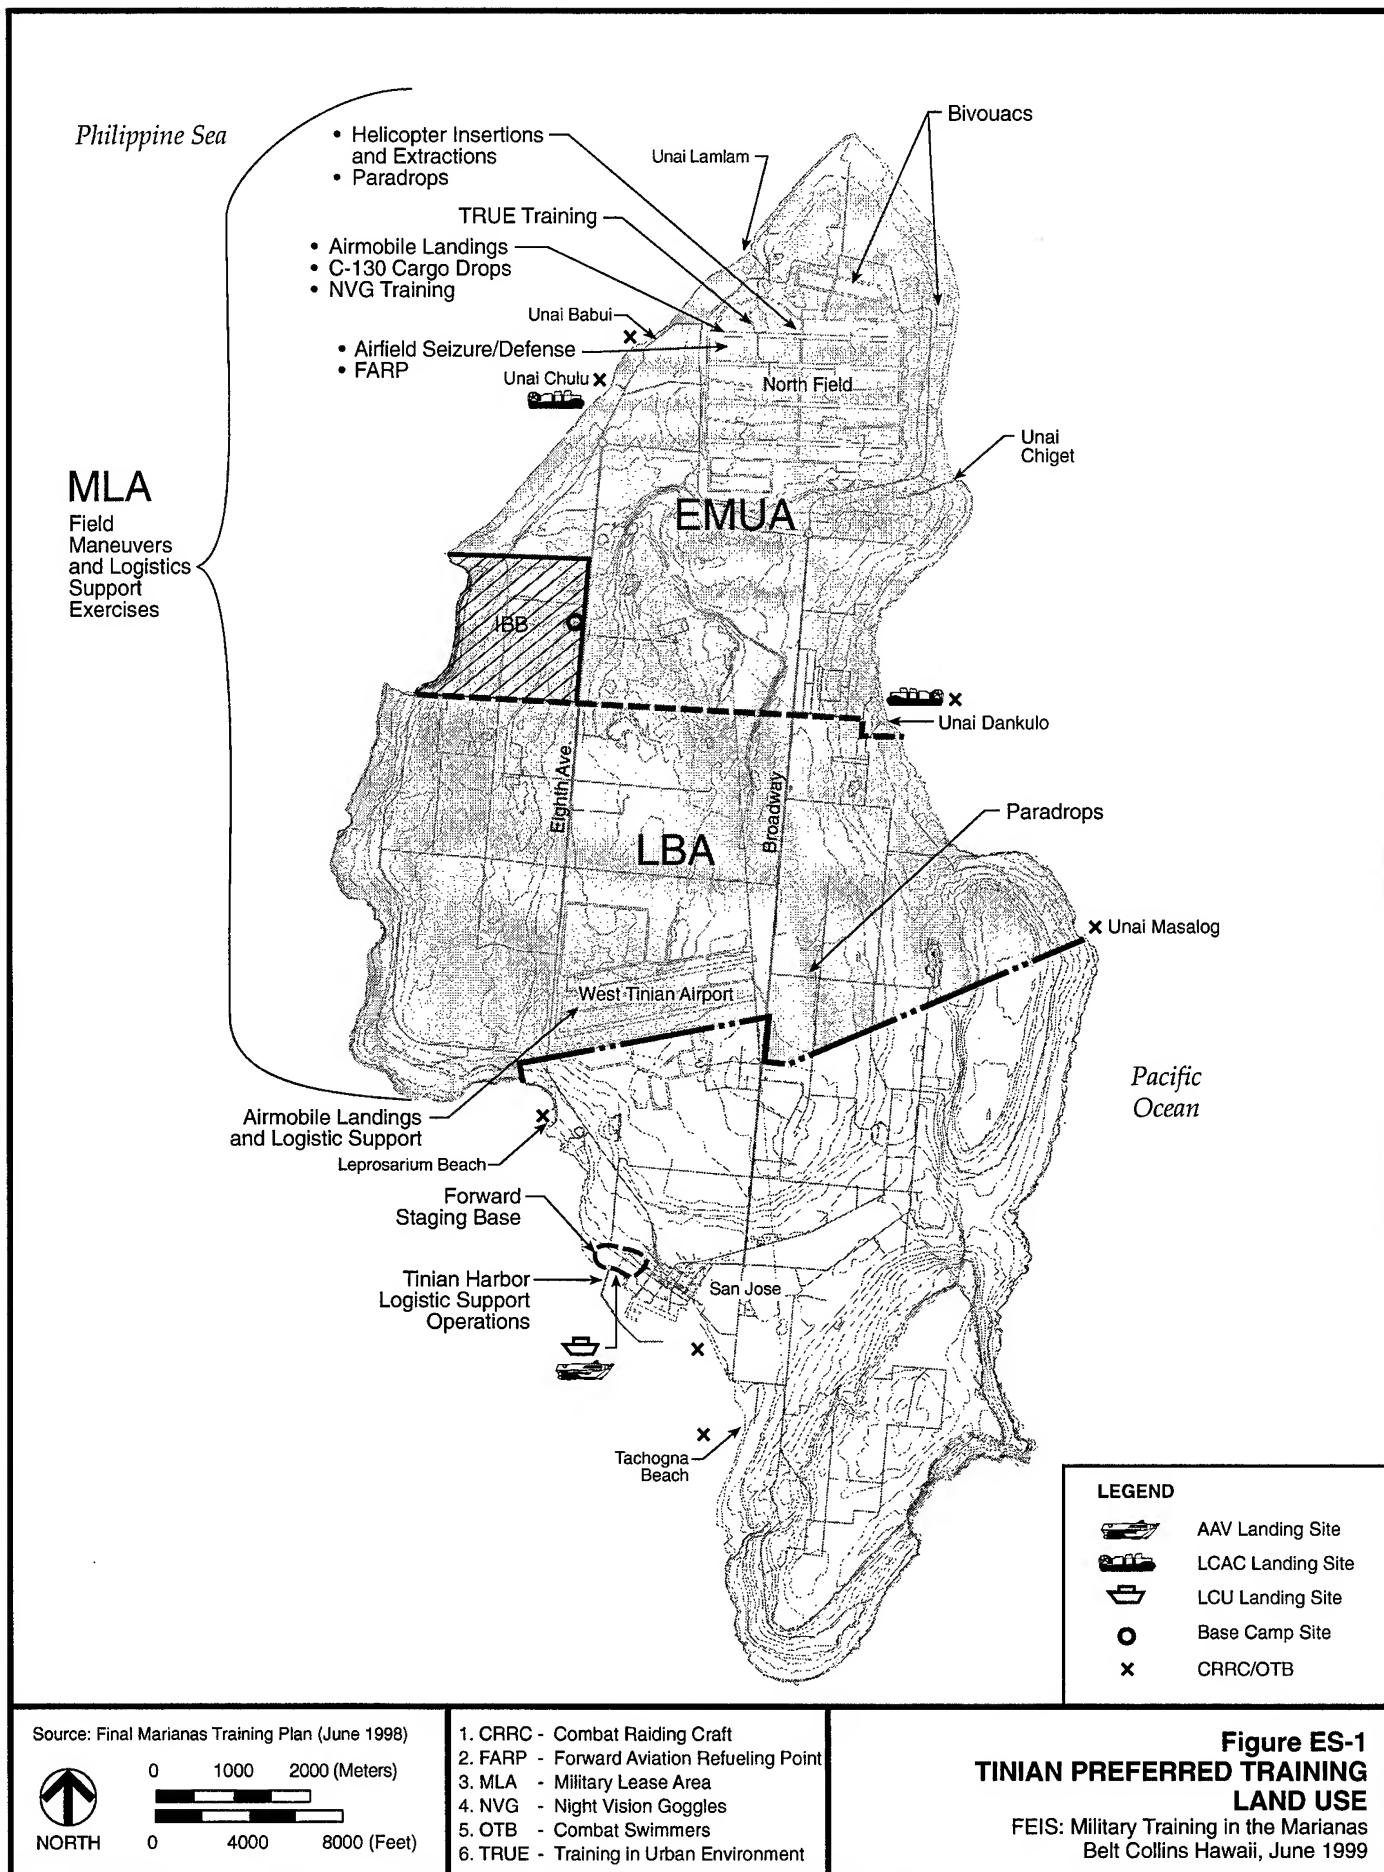 Philippine Sea
• Helicopter Insertions
and Extractions
• Paradrops
Bivouacs
Unai Lamlam
TRUE Training
• Airmobile Landings
• C-130 Cargo Drops
• NVG Training
Unai Babui
• Airfield Seizure/Defense
• FARP
Unai Chulu
North Field
Unai
Chiget
MLA
Field
Maneuvers
and Logistics
Support
Exercises
EMUA
IBB
Unai Dankulo
Eighth Ave.
Broadway
Paradrops
LBA
Unai Masalog
West Tinian Airport
Pacific
Ocean
Airmobile Landings
and Logistic Support
Leprosarium Beach
Forward
Staging Base
Tinian Harbor
Logistic Support
Operations
San Jose
Tachogna
Beach
LEGEND
AAV Landing Site
LCAC Landing Site
LCU Landing Site
Base Camp Site
CRRC/OTB
Source: Final Marianas Training Plan (June 1998)
0 1000 2000 (Meters)
0 4000 8000 (Feet)
NORTH
1. CRRC - Combat Raiding Craft
2. FARP - Forward Aviation Refueling Point
3. MLA - Military Lease Area
4. NVG - Night Vision Goggles
5. OTB - Combat Swimmers
6. TRUE - Training in Urban Environment
Figure ES-1
TINIAN PREFERRED TRAINING
LAND USE
FEIS: Military Training in the Marianas
Belt Collins Hawaii, June 1999